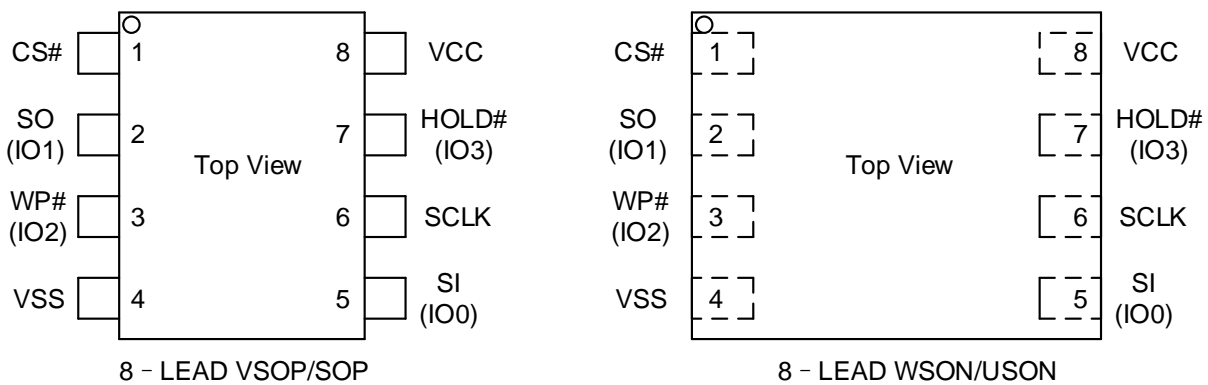 CS# 1 8 VCC
SO
(IO1) 2 7 HOLD#
(IO3)
Top View
WP#
(IO2) 3 6 SCLK
VSS 4 5 SI
(IO0)
8 – LEAD VSOP/SOP
CS# 1 8 VCC
SO
(IO1) 2 7 HOLD#
(IO3)
Top View
WP#
(IO2) 3 6 SCLK
VSS 4 5 SI
(IO0)
8 – LEAD WSON/USON